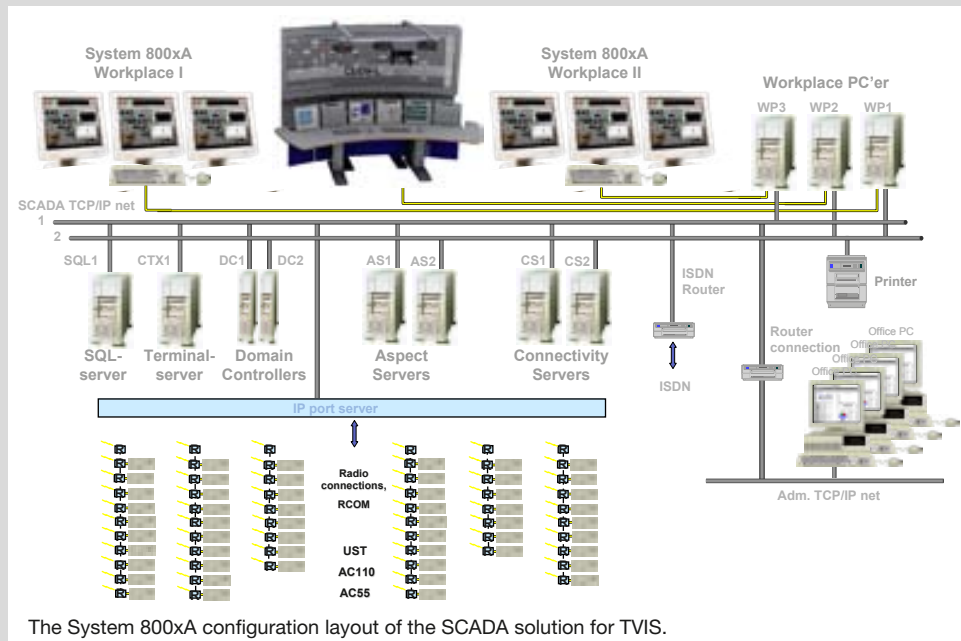 System 800xA
Workplace I
System 800xA
Workplace II
Workplace PC'er
WP3 WP2 WP1
SCADA TCP/IP net
1
2
SQL1 CTX1 DC1 DC2 AS1 AS2 CS1 CS2
ISDN
Router
Printer
SQL-
server
Terminal-
server
Domain
Controllers
Aspect
Servers
Connectivity
Servers
ISDN
Router
connection
Office PC
IP port server
Radio
connections,
RCOM
UST
AC110
AC55
Adm. TCP/IP net
The System 800xA configuration layout of the SCADA solution for TVIS.